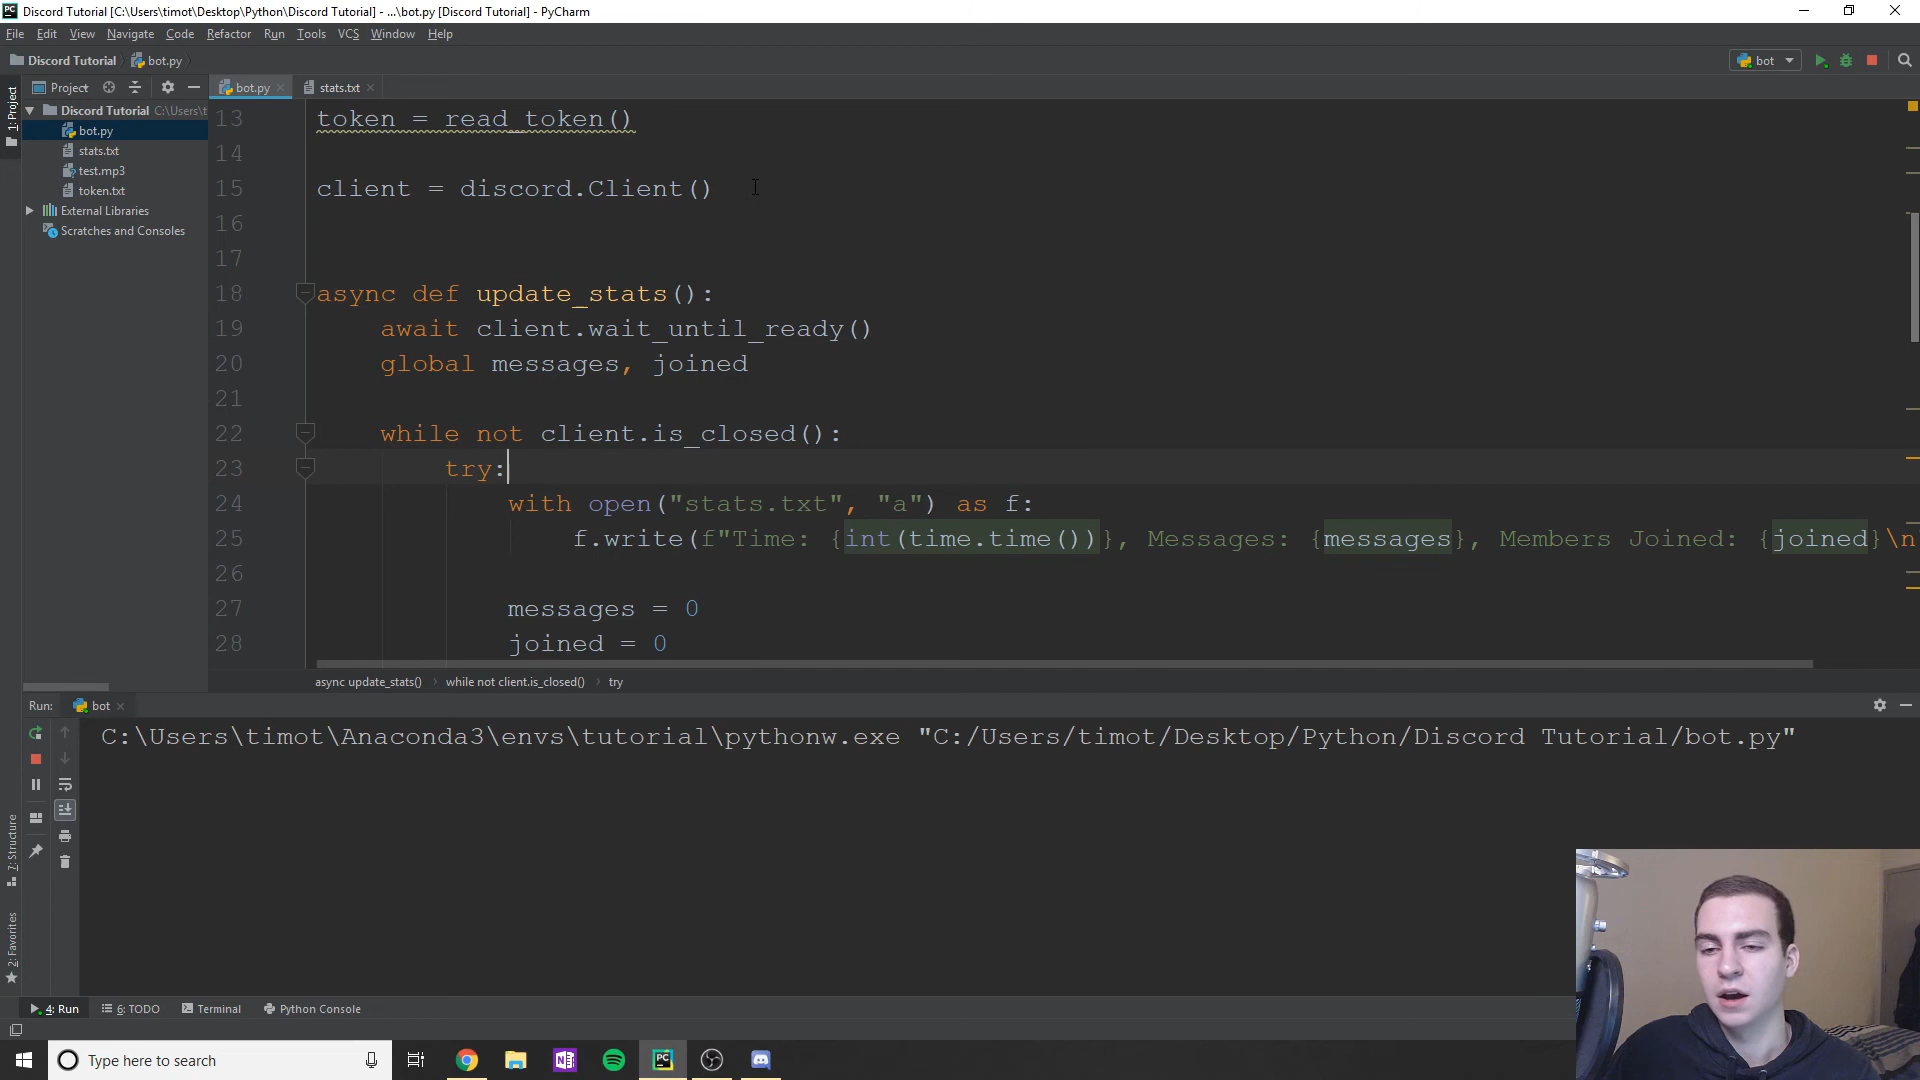 Discord Tutorial [C:\Users\timot\Desktop\Python\Discord Tutorial] - ...\bot.py [Discord Tutorial] - PyCharm
File Edit View Navigate Code Refactor Run Tools VCS Window Help
Discord Tutorial bot.py
bot
Project
bot.py
stats.txt
1: Project
Discord Tutorial C:\Users\t
bot.py
stats.txt
test.mp3
token.txt
External Libraries
Scratches and Consoles
13 token = read_token()
14
15 client = discord.Client()
16
17
18 async def update_stats():
19 await client.wait_until_ready()
20 global messages, joined
21
22 while not client.is_closed():
23 try:
24 with open("stats.txt", "a") as f:
25 f.write(f"Time: {int(time.time())}, Messages: {messages}, Members Joined: {joined}\n
26
27 messages = 0
28 joined = 0
async update_stats() while not client.is_closed() try
Run: bot
C:\Users\timot\Anaconda3\envs\tutorial\pythonw.exe "C:/Users/timot/Desktop/Python/Discord Tutorial/bot.py"
7: Structure
2: Favorites
4: Run 6: TODO Terminal Python Console
Type here to search